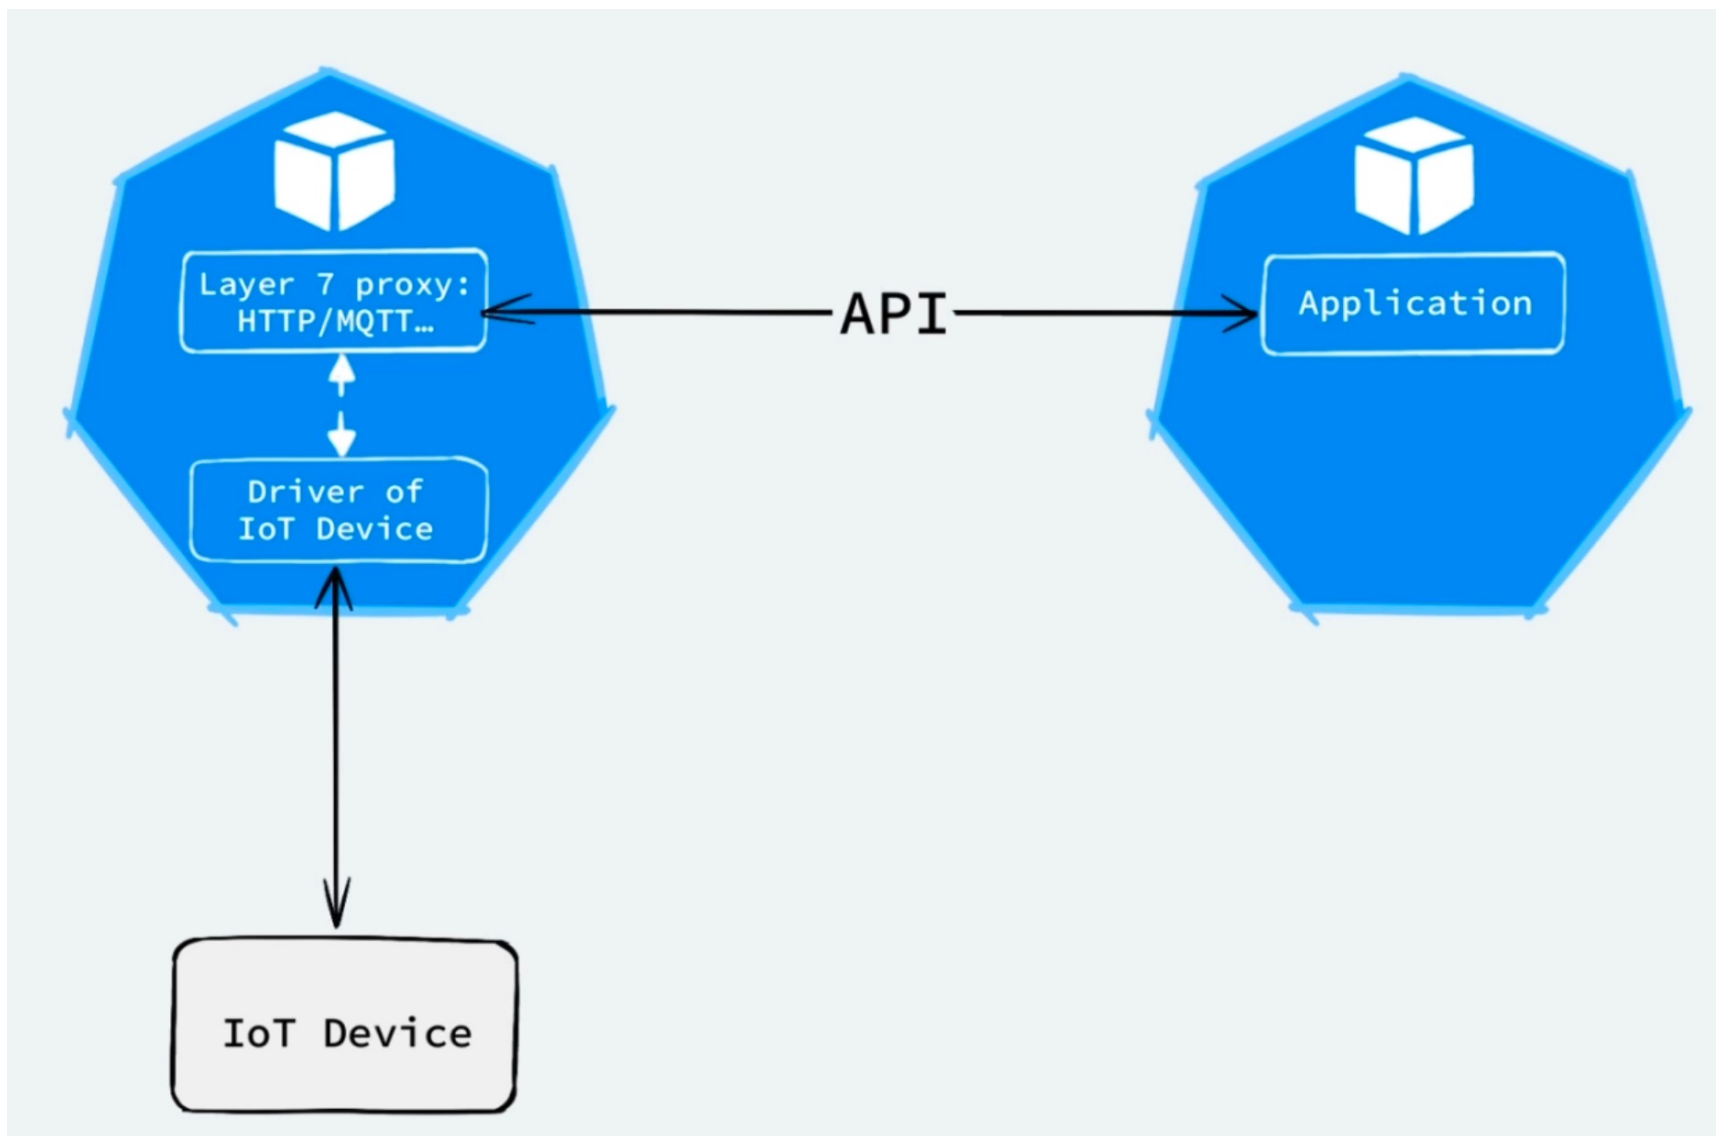 Layer 7 proxy:
HTTP/MQTT…
API
Application
Driver of
IoT Device
IoT Device